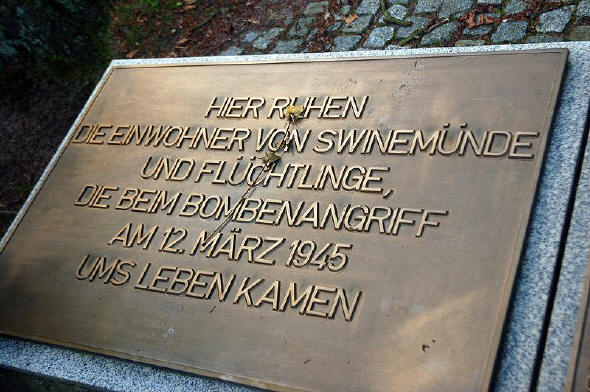 HIER RUHEN
DIE EINWOHNER VON SWINEMÜNDE
UND FLÜCHTLINGE,
DIE BEIM BOMBENANGRIFF
AM 12. MÄRZ 1945
UMS LEBEN KAMEN